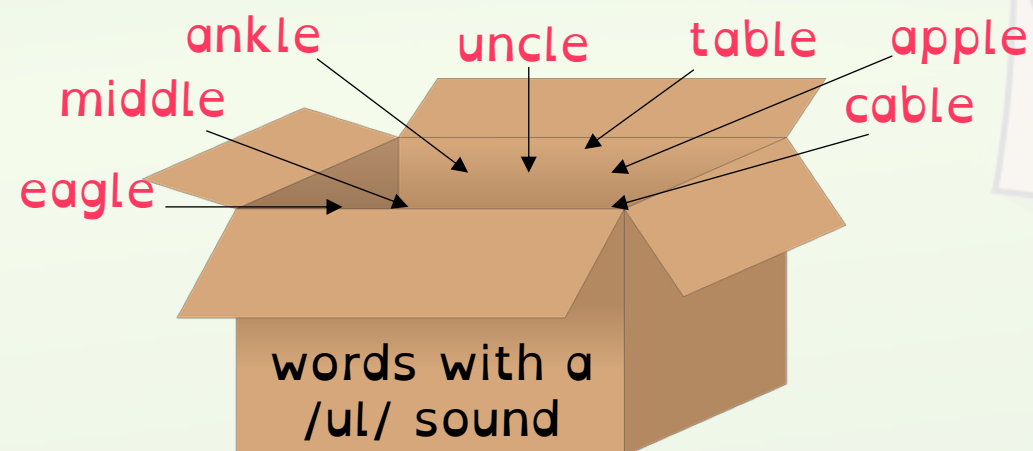 ankle
uncle
table
apple
middle
cable
eagle
words with a
/ul/ sound